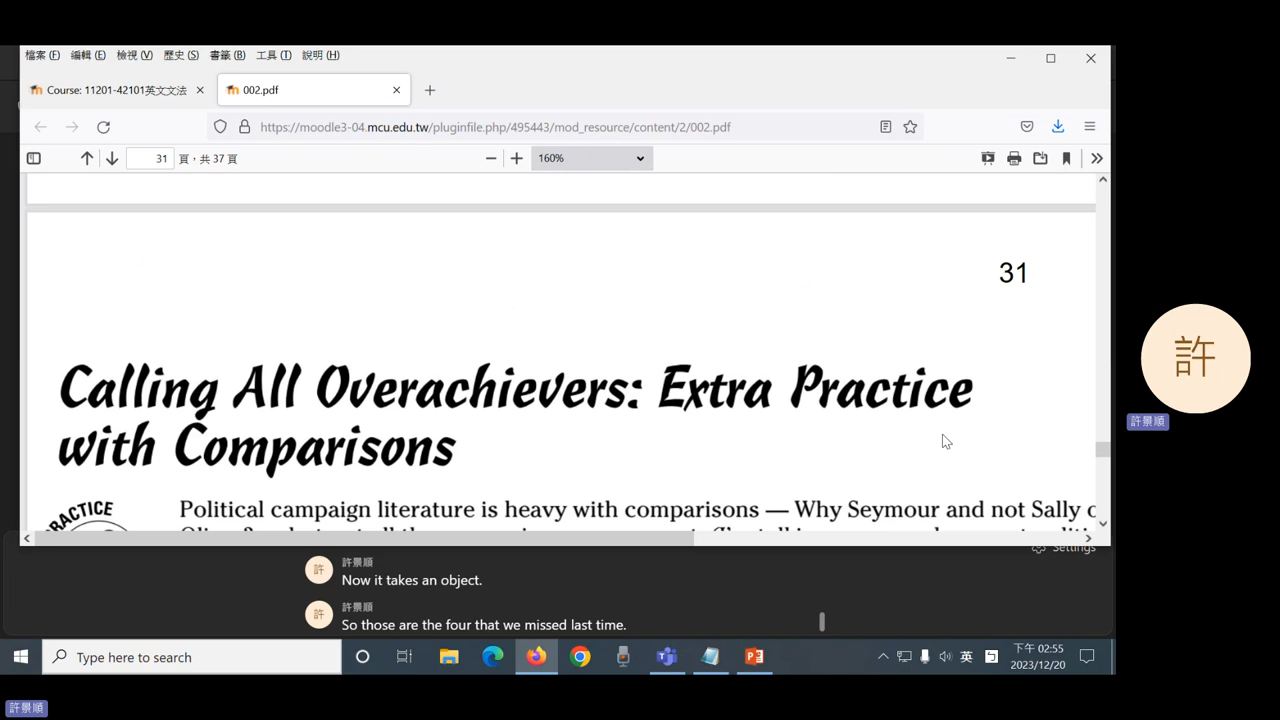 檔案 (F) 編輯 (E) 檢視 (V) 歷史 (S) 書籤 (B) 工具 (T) 說明 (H)
Course: 11201-42101英文文法
002.pdf
https://moodle3-04.mcu.edu.tw/pluginfile.php/495443/mod_resource/content/2/002.pdf
31 頁，共 37 頁
160%
31
Calling All Overachievers: Extra Practice
with Comparisons
PRACTICE
Political campaign literature is heavy with comparisons — Why Seymour and not Sally o
許
許景順
Settings
許景順
許
Now it takes an object.
許景順
許
So those are the four that we missed last time.
Type here to search
英
下午 02:55
2023/12/20
許景順